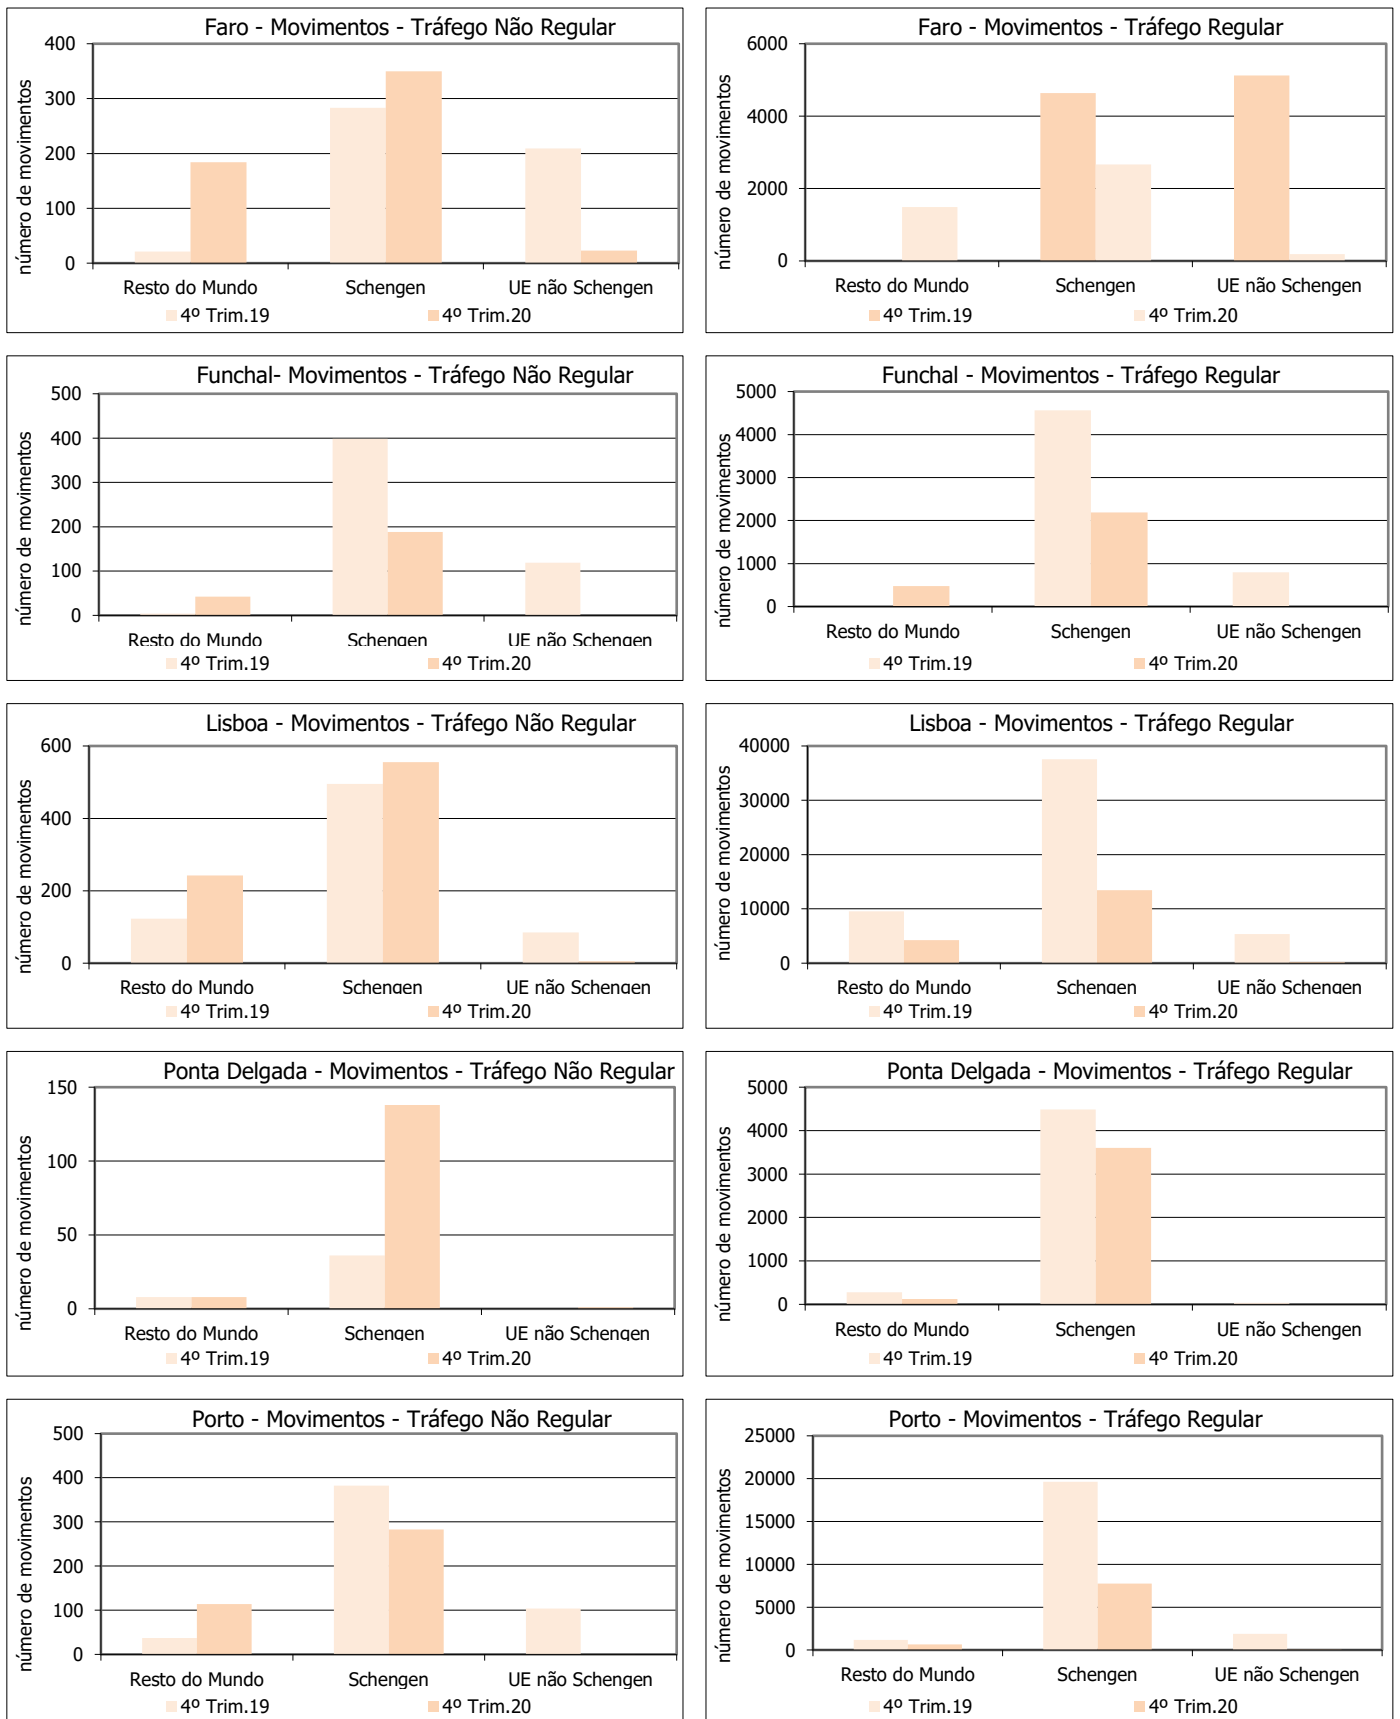 Faro - Movimentos - Tráfego Não Regular
400
300
200
100
0
número de movimentos
Resto do Mundo Schengen UE não Schengen
4º Trim.19 4º Trim.20
Faro - Movimentos - Tráfego Regular
6000
4000
2000
0
número de movimentos
Resto do Mundo Schengen UE não Schengen
4º Trim.19 4º Trim.20
Funchal- Movimentos - Tráfego Não Regular
500
400
300
200
100
0
número de movimentos
Resto do Mundo Schengen UE não Schengen
4º Trim.19 4º Trim.20
Funchal - Movimentos - Tráfego Regular
5000
4000
3000
2000
1000
0
número de movimentos
Resto do Mundo Schengen UE não Schengen
4º Trim.19 4º Trim.20
Lisboa - Movimentos - Tráfego Não Regular
600
400
200
0
número de movimentos
Resto do Mundo Schengen UE não Schengen
4º Trim.19 4º Trim.20
Lisboa - Movimentos - Tráfego Regular
40000
30000
20000
10000
0
número de movimentos
Resto do Mundo Schengen UE não Schengen
4º Trim.19 4º Trim.20
Ponta Delgada - Movimentos - Tráfego Não Regular
150
100
50
0
número de movimentos
Resto do Mundo Schengen UE não Schengen
4º Trim.19 4º Trim.20
Ponta Delgada - Movimentos - Tráfego Regular
5000
4000
3000
2000
1000
0
número de movimentos
Resto do Mundo Schengen UE não Schengen
4º Trim.19 4º Trim.20
Porto - Movimentos - Tráfego Não Regular
500
400
300
200
100
0
número de movimentos
Resto do Mundo Schengen UE não Schengen
4º Trim.19 4º Trim.20
Porto - Movimentos - Tráfego Regular
25000
20000
15000
10000
5000
0
número de movimentos
Resto do Mundo Schengen UE não Schengen
4º Trim.19 4º Trim.20